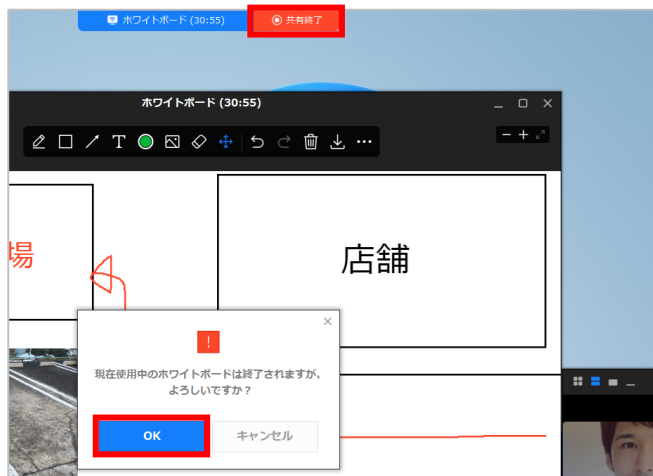 ホワイトボード (30:55)
共有終了
ホワイトボード (30:55)
T
場
店舗
!
現在使用中のホワイトボードは終了されますが、
よろしいですか？
OK
キャンセル